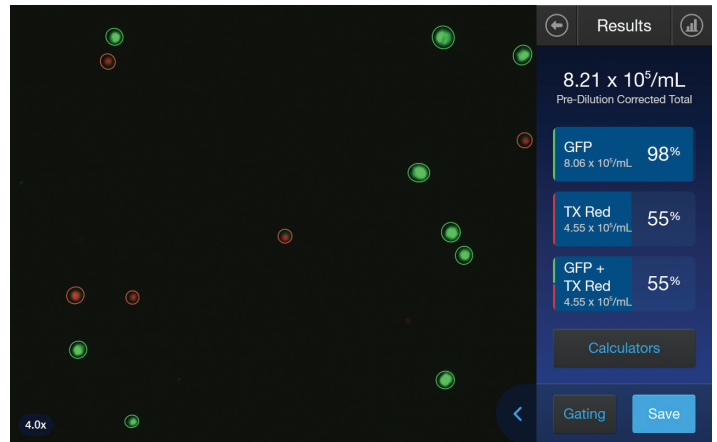 Results
8.21 x 10⁵/mL
Pre-Dilution Corrected Total
GFP
8.06 x 10⁵/mL
98%
TX Red
4.55 x 10⁵/mL
55%
GFP +
TX Red
4.55 x 10⁵/mL
55%
Calculators
4.0x
Gating
Save